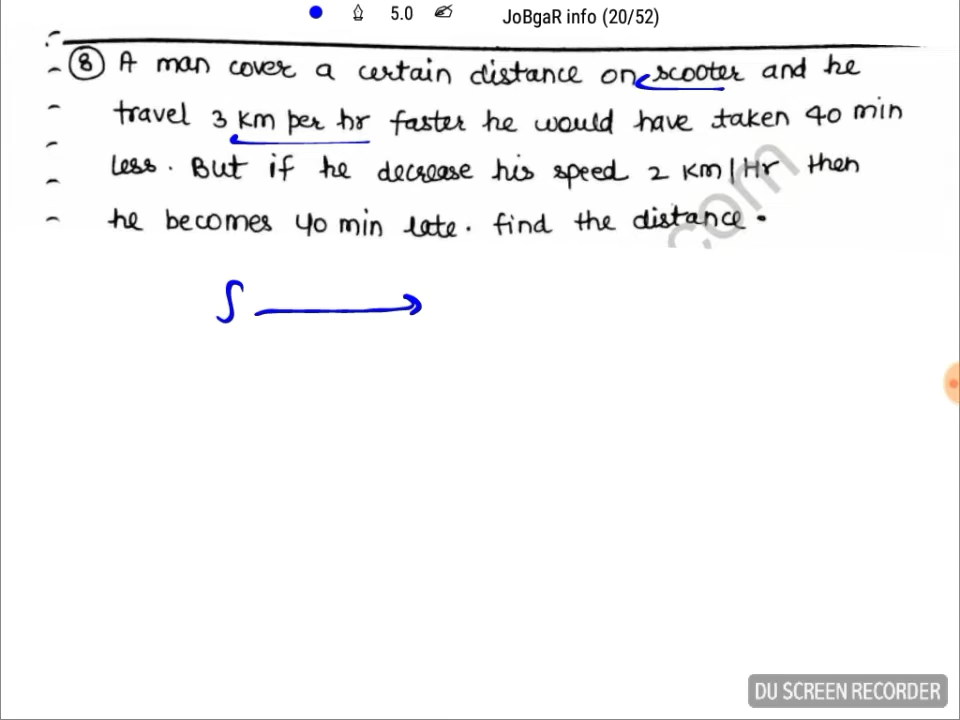 5.0 JoBgaR info (20/52)
8 A man cover a certain distance on scooter and he
travel 3 km per hr faster he would have taken 40 min
less. But if he decrease his speed 2 km/Hr then
he becomes 40 min late. find the distance.
.com
S
DU SCREEN RECORDER